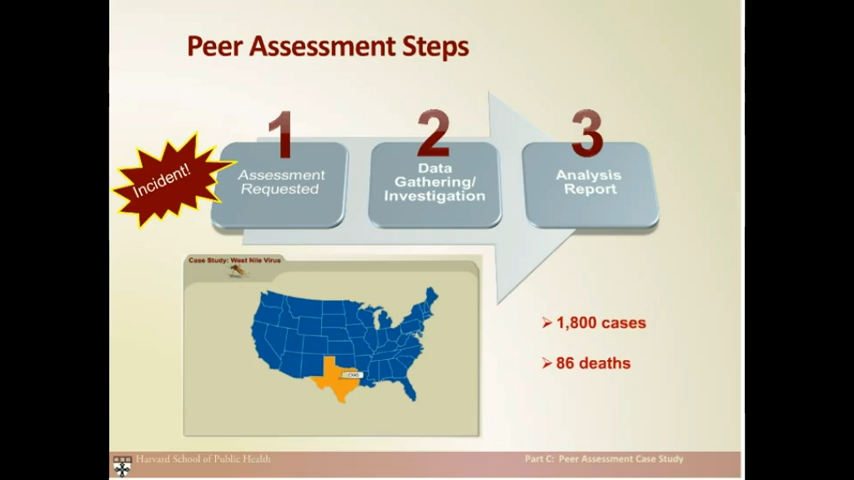 Peer Assessment Steps
1
2
3
Incident!
Assessment
Requested
Data
Gathering/
Investigation
Analysis
Report
Case Study: West Nile Virus
➢ 1,800 cases
➢ 86 deaths
Harvard School of Public Health
Part C: Peer Assessment Case Study